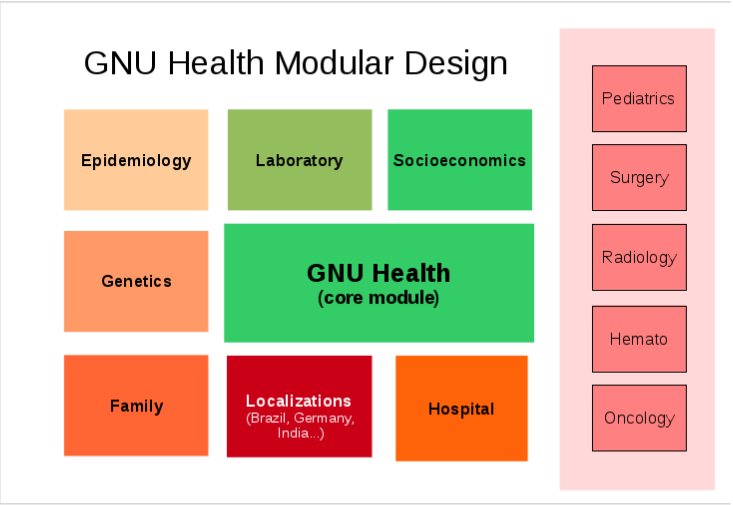 GNU Health Modular Design
Epidemiology
Laboratory
Socioeconomics
Genetics
GNU Health
(core module)
Family
Localizations
(Brazil, Germany,
India...)
Hospital
Pediatrics
Surgery
Radiology
Hemato
Oncology